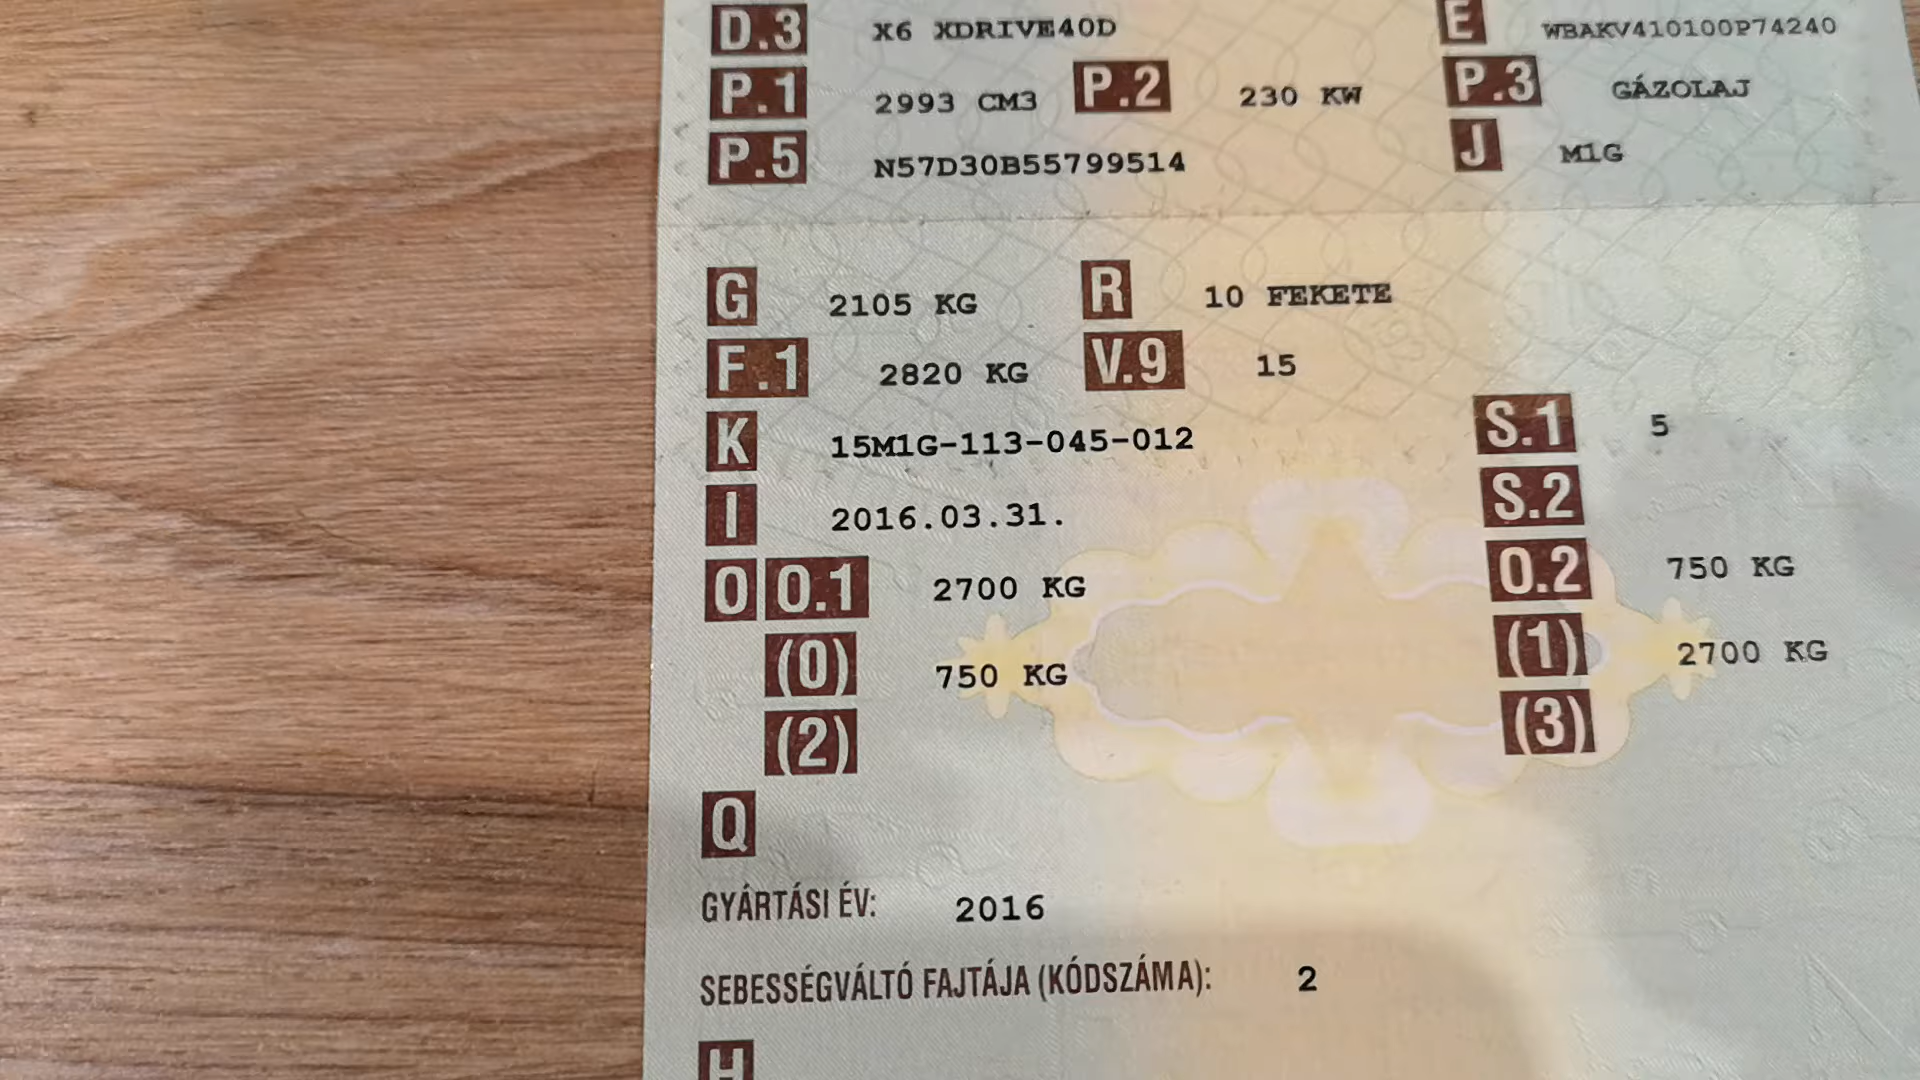 D.3 X6 XDRIVE40D E WBAKV410100P74240
P.1 2993 CM3 P.2 230 KW P.3 GÁZOLAJ
P.5 N57D30B55799514 J M1G
G 2105 KG R 10 FEKETE
F.1 2820 KG V.9 15
K 15M1G-113-045-012 S.1 5
I 2016.03.31. S.2
O O.1 2700 KG O.2 750 KG
(0) 750 KG (1) 2700 KG
(2) (3)
Q
GYÁRTÁSI ÉV: 2016
SEBESSÉGVÁLTÓ FAJTÁJA (KÓDSZÁMA): 2
H